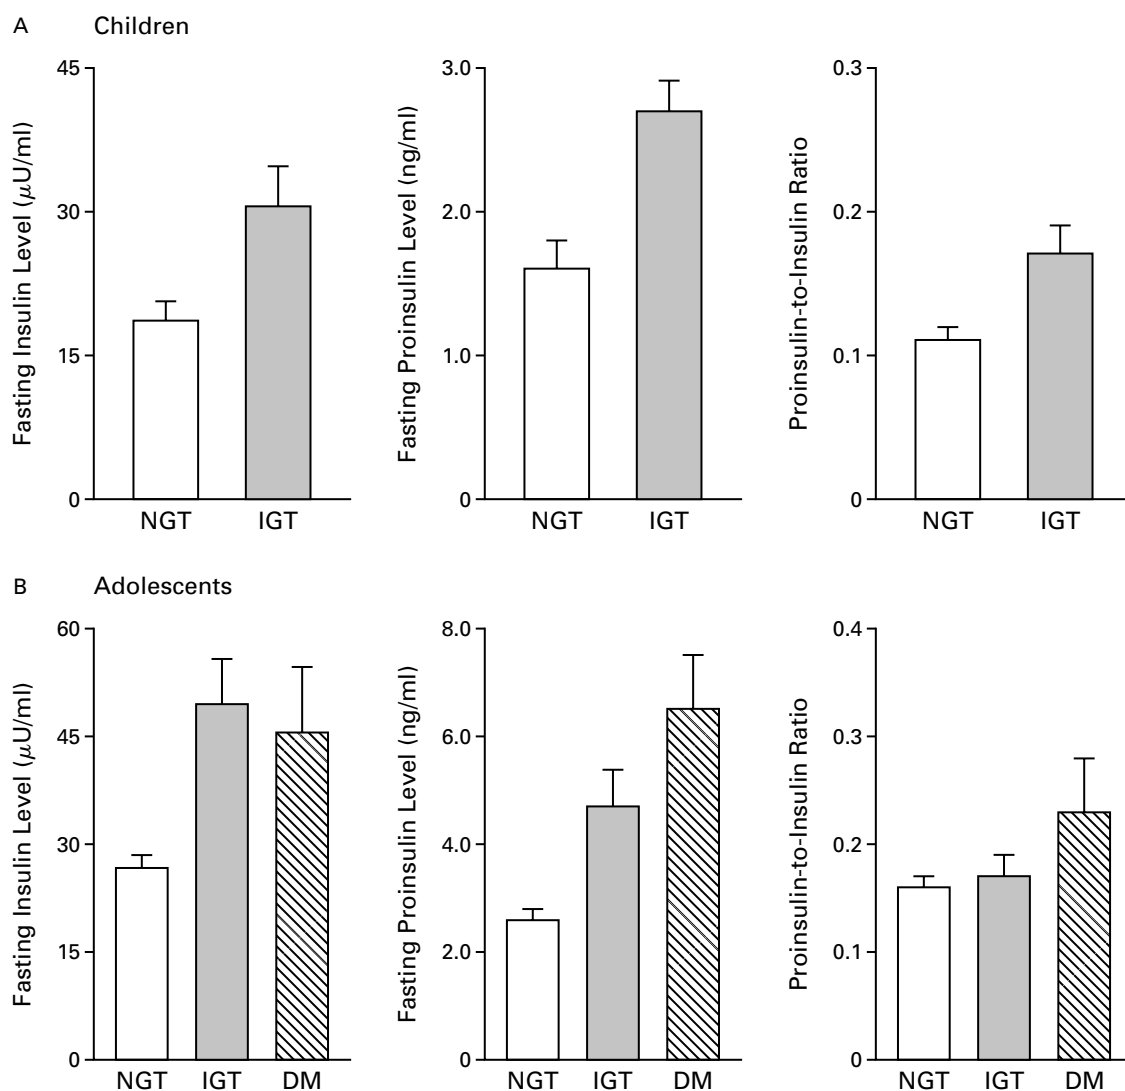 A Children
Fasting Insulin Level (μU/ml)
45
30
15
0
NGT IGT
Fasting Proinsulin Level (ng/ml)
3.0
2.0
1.0
0
NGT IGT
Proinsulin-to-Insulin Ratio
0.3
0.2
0.1
0
NGT IGT
B Adolescents
Fasting Insulin Level (μU/ml)
60
45
30
15
0
NGT IGT DM
Fasting Proinsulin Level (ng/ml)
8.0
6.0
4.0
2.0
0
NGT IGT DM
Proinsulin-to-Insulin Ratio
0.4
0.3
0.2
0.1
0
NGT IGT DM